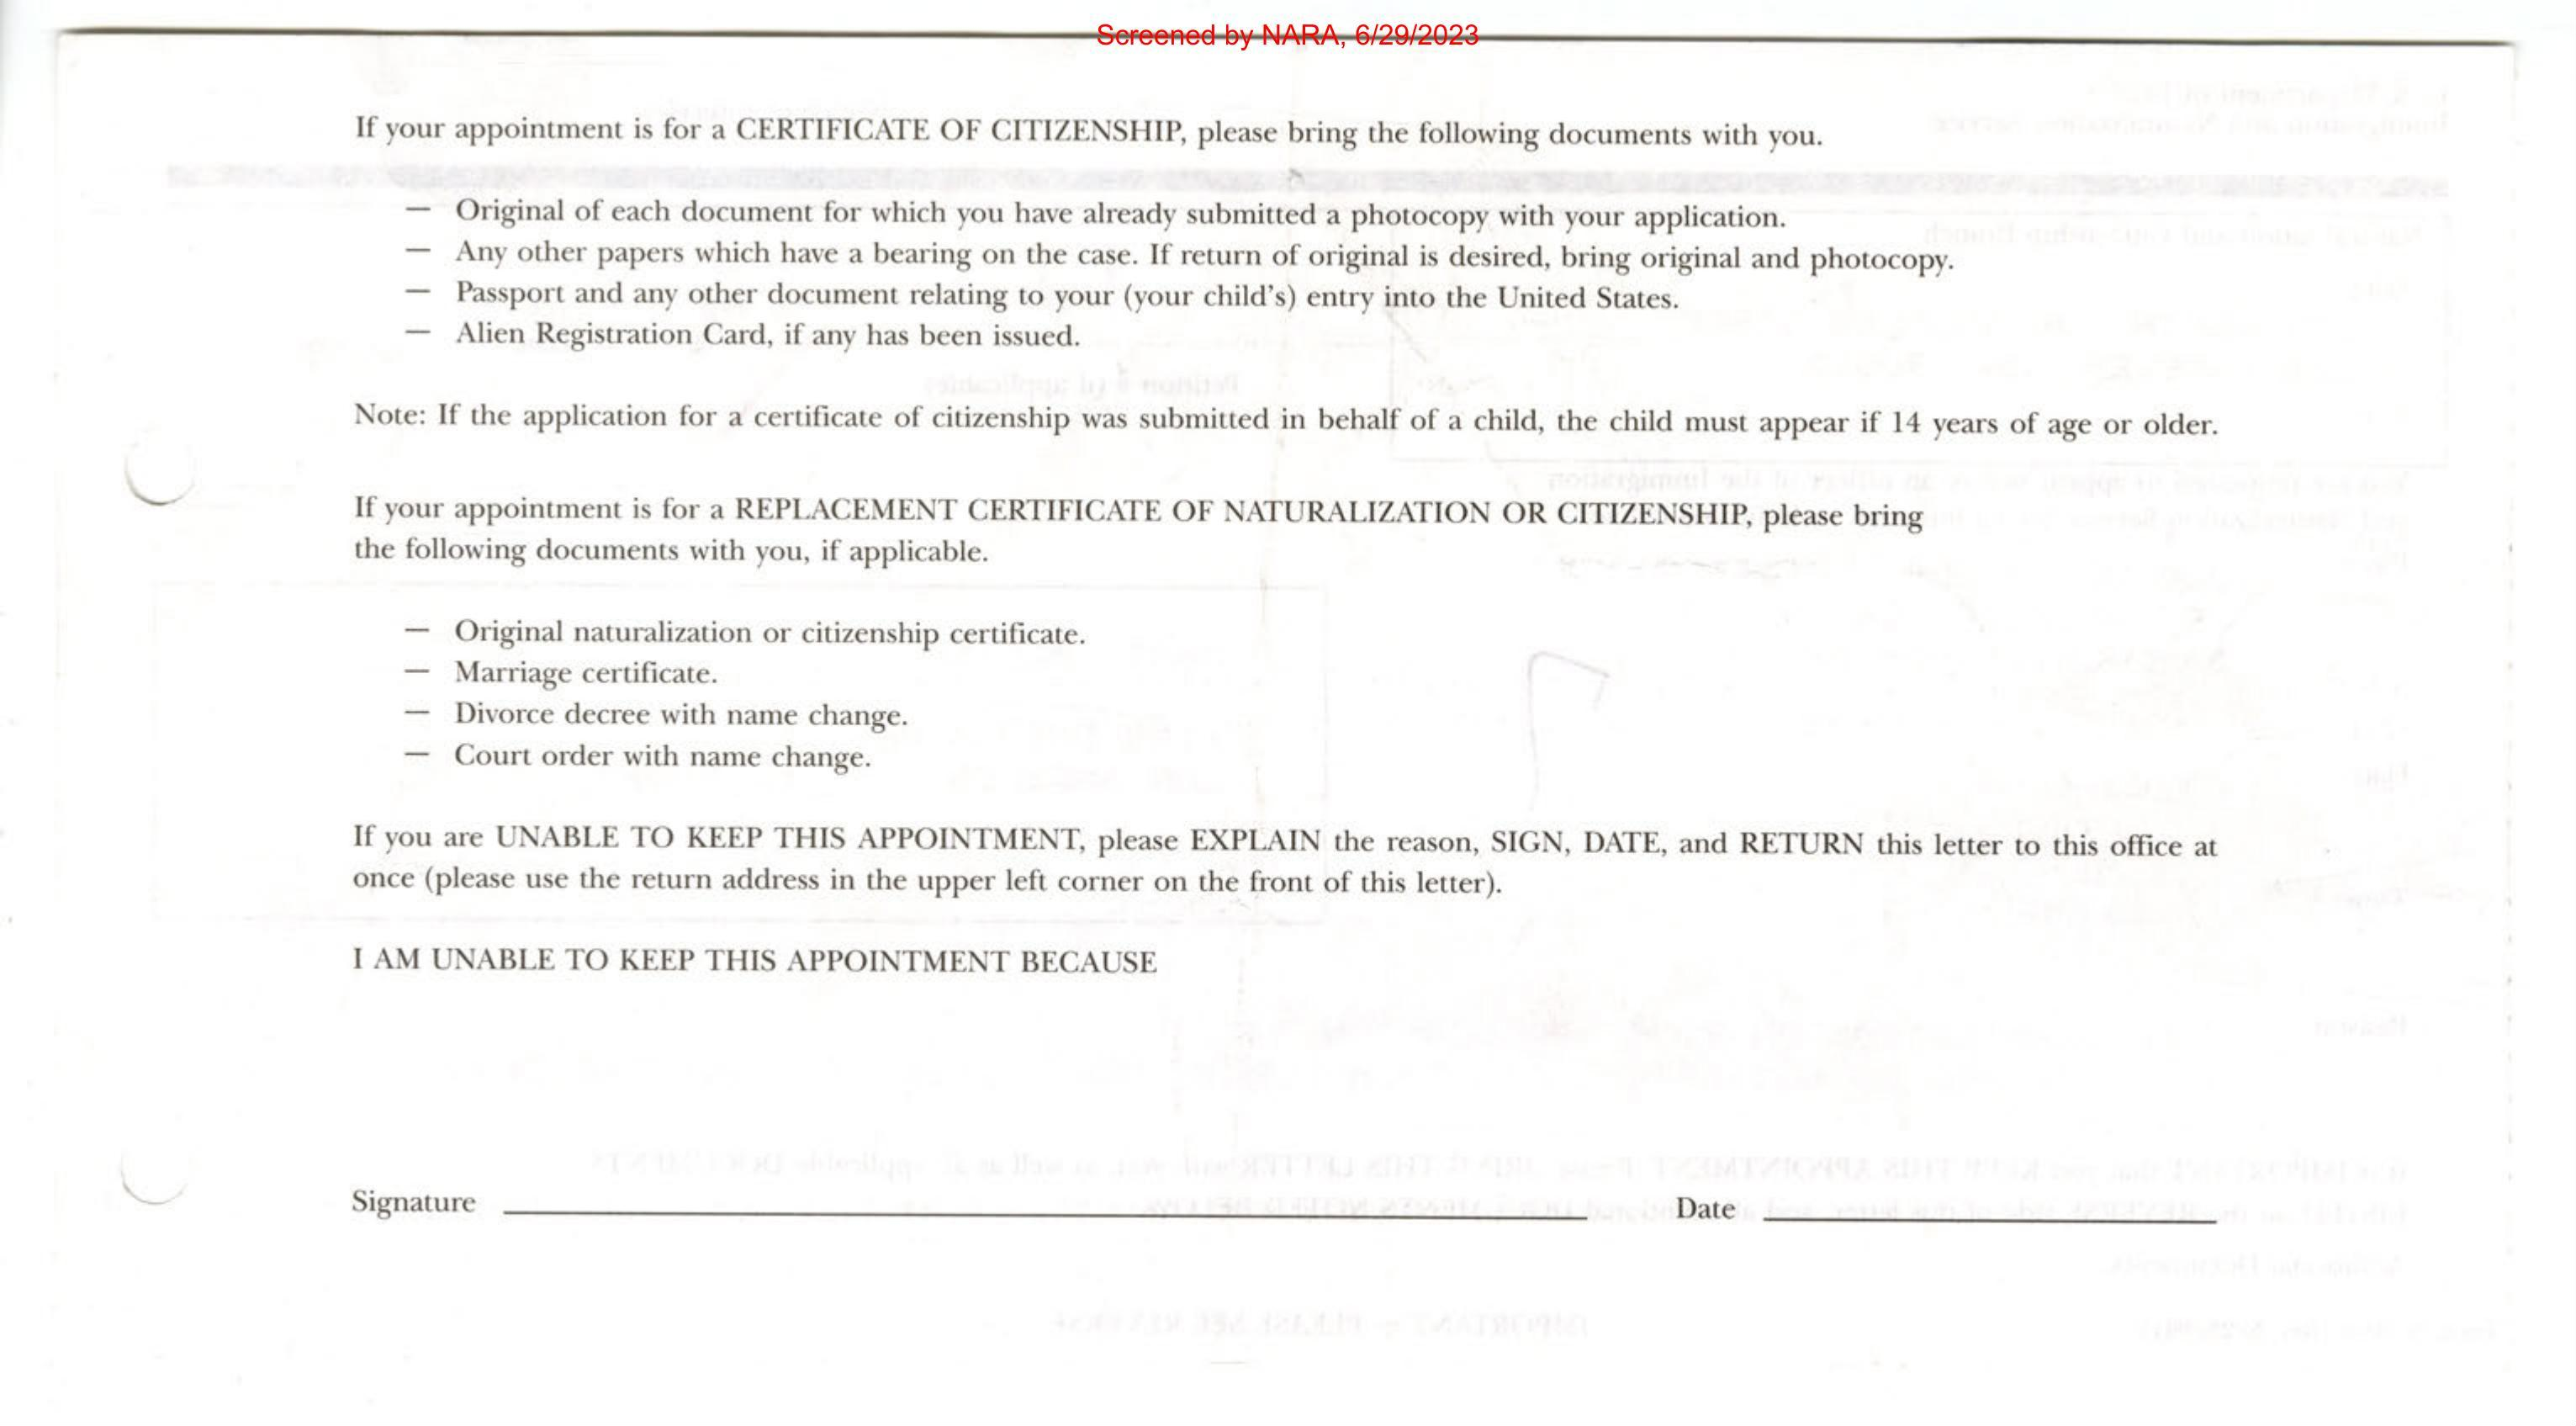 Screened by NARA, 6/29/2023
If your appointment is for a CERTIFICATE OF CITIZENSHIP, please bring the following documents with you.
— Original of each document for which you have already submitted a photocopy with your application.
— Any other papers which have a bearing on the case. If return of original is desired, bring original and photocopy.
— Passport and any other document relating to your (your child's) entry into the United States.
— Alien Registration Card, if any has been issued.
Note: If the application for a certificate of citizenship was submitted in behalf of a child, the child must appear if 14 years of age or older.
If your appointment is for a REPLACEMENT CERTIFICATE OF NATURALIZATION OR CITIZENSHIP, please bring
the following documents with you, if applicable.
— Original naturalization or citizenship certificate.
— Marriage certificate.
— Divorce decree with name change.
— Court order with name change.
If you are UNABLE TO KEEP THIS APPOINTMENT, please EXPLAIN the reason, SIGN, DATE, and RETURN this letter to this office at
once (please use the return address in the upper left corner on the front of this letter).
I AM UNABLE TO KEEP THIS APPOINTMENT BECAUSE
Signature Date